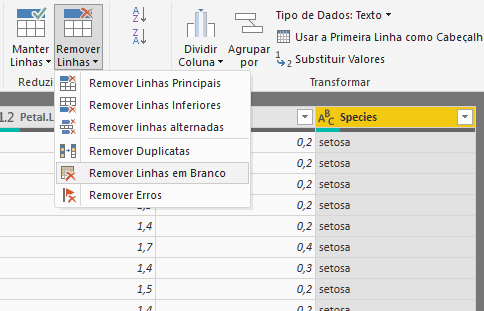 Manter Linhas
Remover Linhas
A Z
Z A
Dividir Coluna
Agrupar por
Tipo de Dados: Texto
Usar a Primeira Linha como Cabeçalh
1 2 Substituir Valores
Reduzi
Transformar
Remover Linhas Principais
Remover Linhas Inferiores
Remover linhas alternadas
Remover Duplicatas
Remover Linhas em Branco
Remover Erros
1.2 Petal.L
ABC Species
0,2 setosa
0,2 setosa
0,2 setosa
0,2 setosa
1,4 0,2 setosa
1,7 0,4 setosa
1,4 0,3 setosa
1,5 0,2 setosa
1,4 0,2 setosa